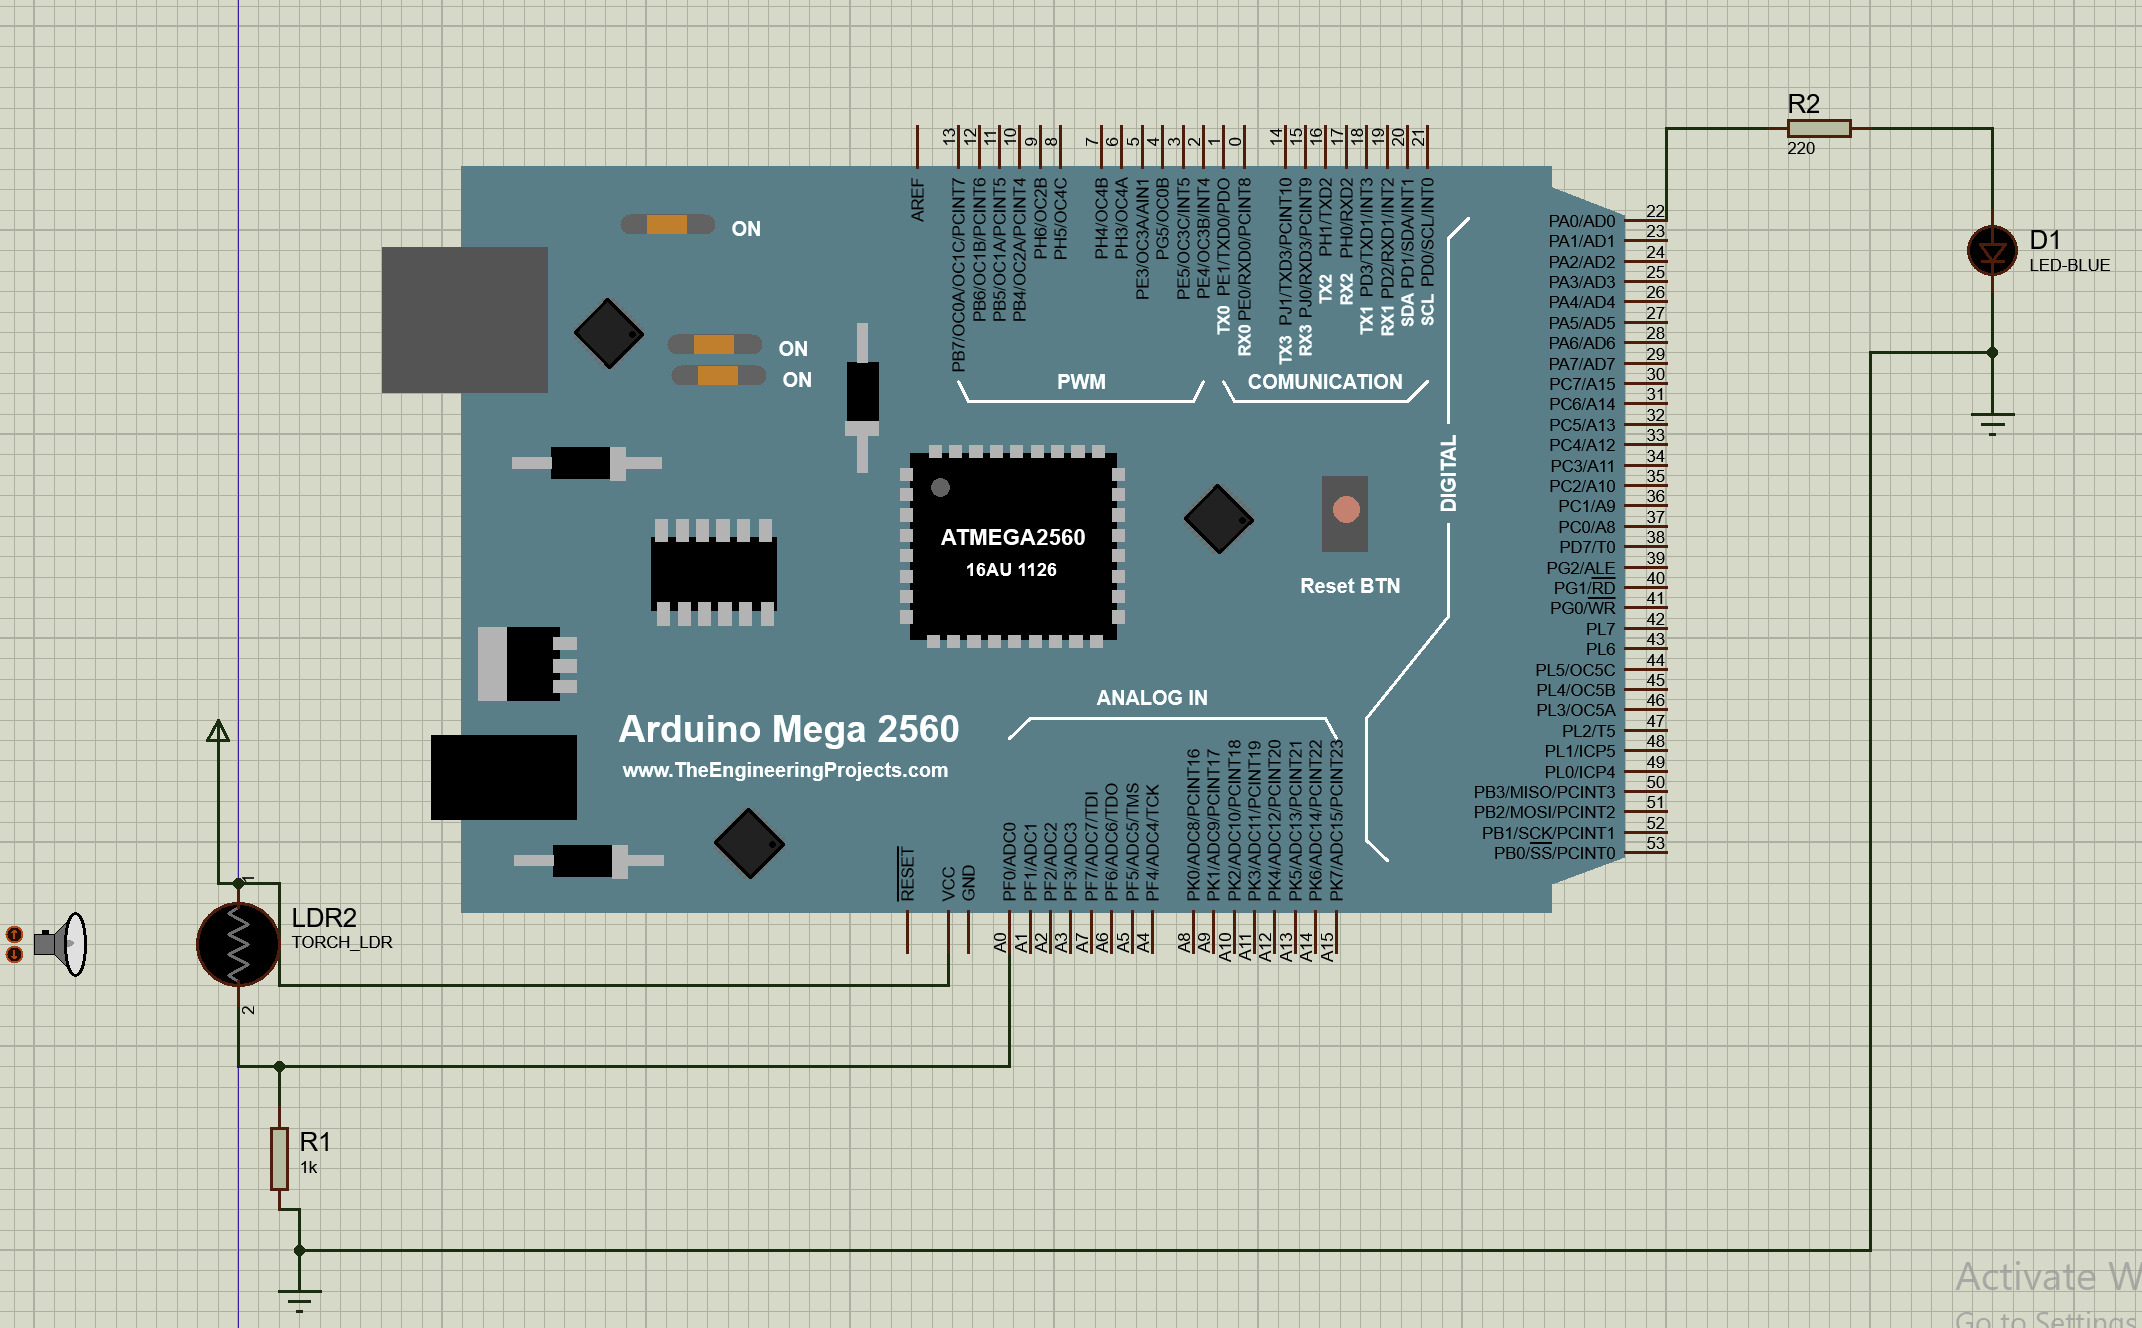 R2
220
D1
LED-BLUE
13
12
11
10
9
8
7
6
5
4
3
2
1
0
14
15
16
17
18
19
20
21
AREF
PB7/OC0A/OC1C/PCINT7
PB6/OC1B/PCINT6
PB5/OC1A/PCINT5
PB4/OC2A/PCINT4
PH6/OC2B
PH5/OC4C
PH4/OC4B
PH3/OC4A
PE3/OC3A/AIN1
PG5/OC0B
PE5/OC3C/INT5
PE4/OC3B/INT4
TX0 PE1/TXD0/PDO
RX0 PE0/RXD0/PCINT8
TX3 PJ1/TXD3/PCINT10
RX3 PJ0/RXD3/PCINT9
TX2 PH1/TXD2
RX2 PH0/RXD2
TX1 PD3/TXD1/INT3
RX1 PD2/RXD1/INT2
SDA PD1/SDA/INT1
SCL PD0/SCL/INT0
ON
ON
ON
PWM
COMUNICATION
DIGITAL
ATMEGA2560
16AU 1126
Reset BTN
ANALOG IN
Arduino Mega 2560
www.TheEngineeringProjects.com
PA0/AD0 22
PA1/AD1 23
PA2/AD2 24
PA3/AD3 25
PA4/AD4 26
PA5/AD5 27
PA6/AD6 28
PA7/AD7 29
PC7/A15 30
PC6/A14 31
PC5/A13 32
PC4/A12 33
PC3/A11 34
PC2/A10 35
PC1/A9 36
PC0/A8 37
PD7/T0 38
PG2/ALE 39
PG1/RD 40
PG0/WR 41
PL7 42
PL6 43
PL5/OC5C 44
PL4/OC5B 45
PL3/OC5A 46
PL2/T5 47
PL1/ICP5 48
PL0/ICP4 49
PB3/MISO/PCINT3 50
PB2/MOSI/PCINT2 51
PB1/SCK/PCINT1 52
PB0/SS/PCINT0 53
RESET
VCC
GND
PF0/ADC0
PF1/ADC1
PF2/ADC2
PF3/ADC3
PF7/ADC7/TDI
PF6/ADC6/TDO
PF5/ADC5/TMS
PF4/ADC4/TCK
PK0/ADC8/PCINT16
PK1/ADC9/PCINT17
PK2/ADC10/PCINT18
PK3/ADC11/PCINT19
PK4/ADC12/PCINT20
PK5/ADC13/PCINT21
PK6/ADC14/PCINT22
PK7/ADC15/PCINT23
A0
A1
A2
A3
A7
A6
A5
A4
A8
A9
A10
A11
A12
A13
A14
A15
1
LDR2
TORCH_LDR
2
R1
1k
Activate W
Go to Settings